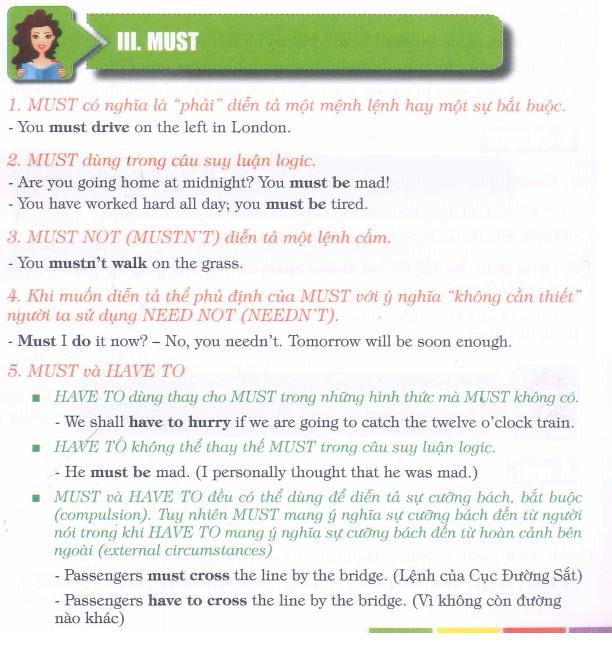 III. MUST
1. MUST có nghĩa là “phải” diễn tả một mệnh lệnh hay một sự bắt buộc.
- You must drive on the left in London.
2. MUST dùng trong câu suy luận logic.
- Are you going home at midnight? You must be mad!
- You have worked hard all day; you must be tired.
3. MUST NOT (MUSTN’T) diễn tả một lệnh cấm.
- You mustn’t walk on the grass.
4. Khi muốn diễn tả thể phủ định của MUST với ý nghĩa “không cần thiết”
người ta sử dụng NEED NOT (NEEDN’T).
- Must I do it now? – No, you needn’t. Tomorrow will be soon enough.
5. MUST và HAVE TO
▪ HAVE TO dùng thay cho MUST trong những hình thức mà MUST không có.
- We shall have to hurry if we are going to catch the twelve o’clock train.
▪ HAVE TO không thể thay thế MUST trong câu suy luận logic.
- He must be mad. (I personally thought that he was mad.)
▪ MUST và HAVE TO đều có thể dùng để diễn tả sự cưỡng bách, bắt buộc
(compulsion). Tuy nhiên MUST mang ý nghĩa sự cưỡng bách đến từ người
nói trong khi HAVE TO mang ý nghĩa sự cưỡng bách đến từ hoàn cảnh bên
ngoài (external circumstances)
- Passengers must cross the line by the bridge. (Lệnh của Cục Đường Sắt)
- Passengers have to cross the line by the bridge. (Vì không còn đường
nào khác)